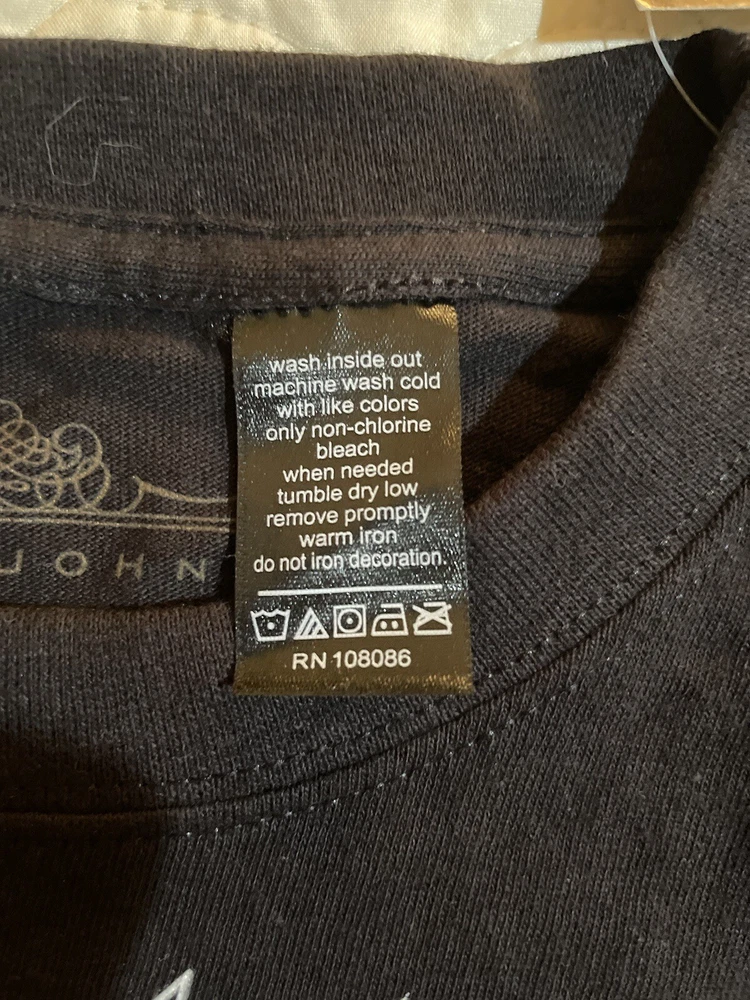 wash inside out
machine wash cold
with like colors
only non-chlorine
bleach
when needed
tumble dry low
remove promptly
warm iron
do not iron decoration.
RN 108086
JOHN